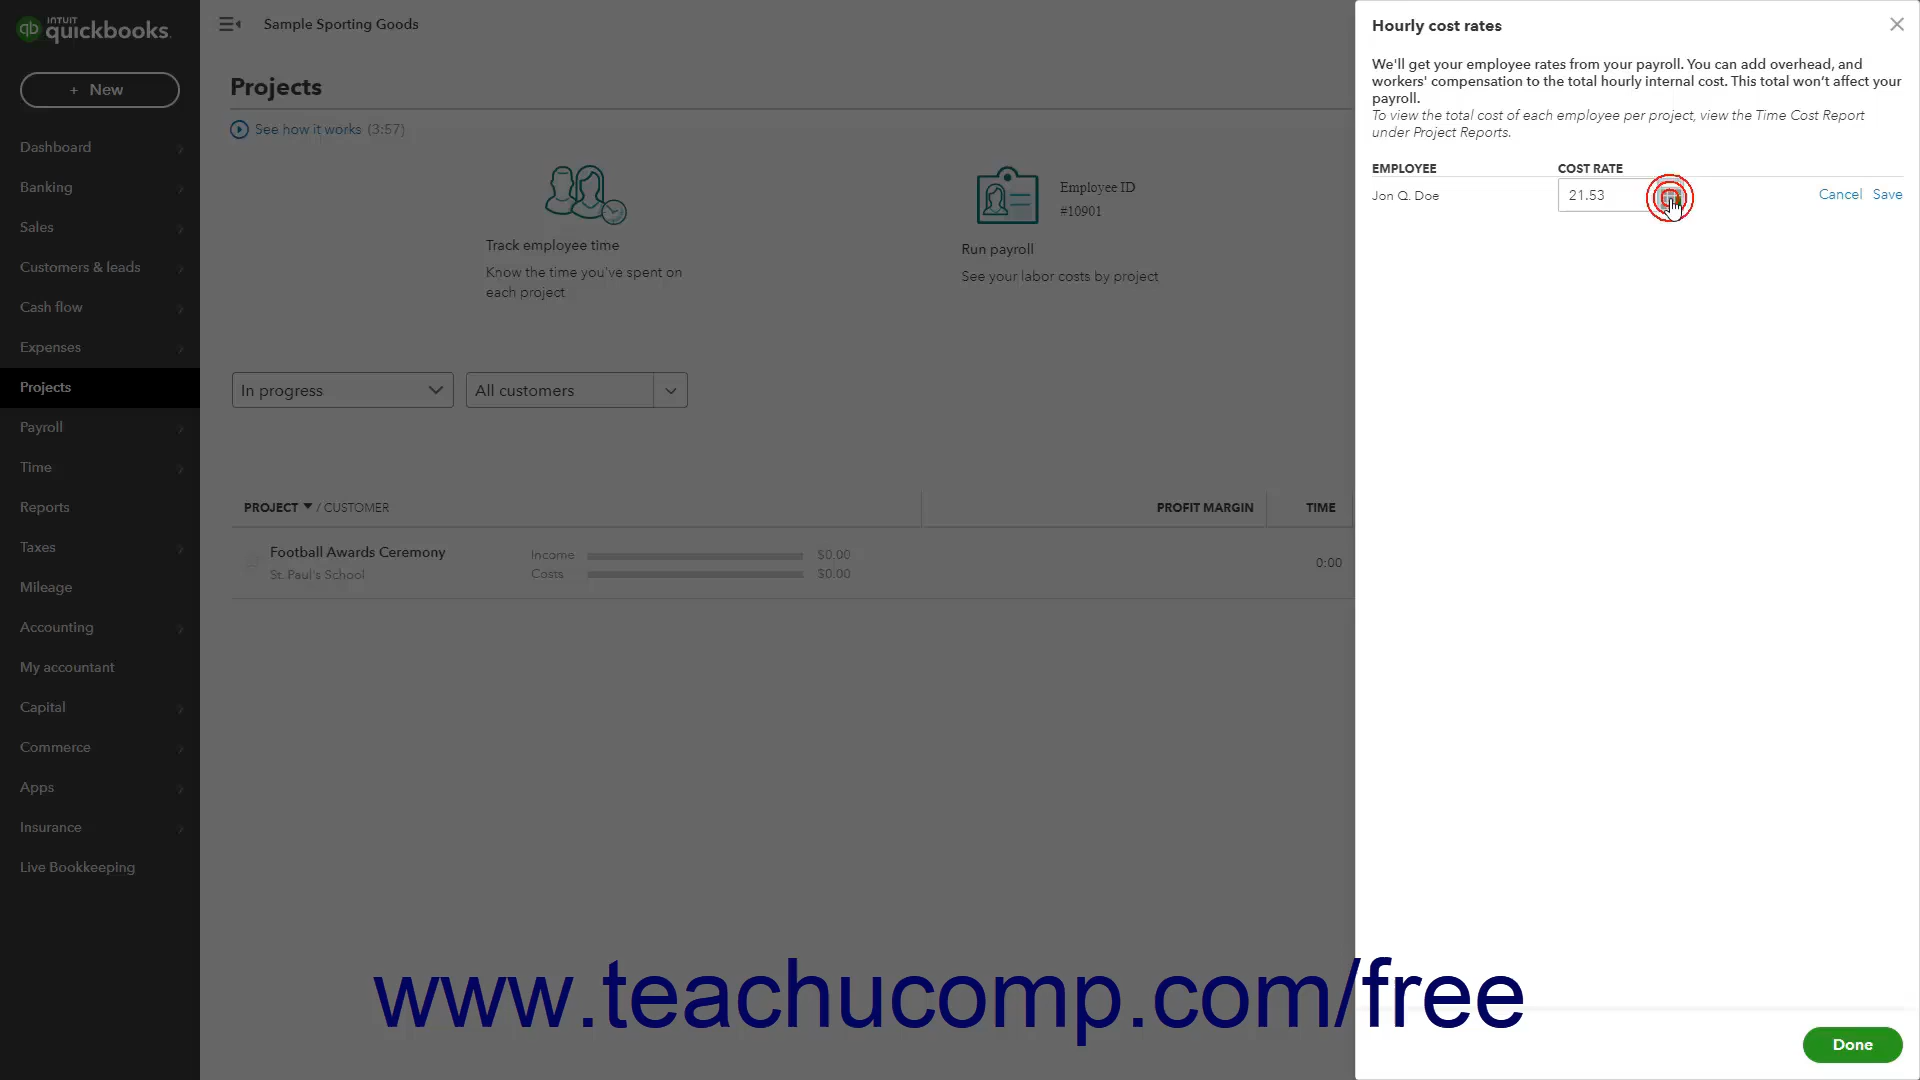 INTUIT
quickbooks
Sample Sporting Goods
+ New
Dashboard
Banking
Sales
Customers & leads
Cash flow
Expenses
Projects
Payroll
Time
Reports
Taxes
Mileage
Accounting
My accountant
Capital
Commerce
Apps
Insurance
Live Bookkeeping
Projects
See how it works (3:57)
Track employee time
Know the time you've spent on
each project
Employee ID
#10901
Run payroll
See your labor costs by project
In progress
All customers
PROJECT / CUSTOMER
PROFIT MARGIN
TIME
Football Awards Ceremony
St. Paul's School
Income $0.00
Costs $0.00
0:00
Hourly cost rates
We'll get your employee rates from your payroll. You can add overhead, and
workers' compensation to the total hourly internal cost. This total won't affect your
payroll.
To view the total cost of each employee per project, view the Time Cost Report
under Project Reports.
EMPLOYEE COST RATE
Jon Q. Doe 21.53 Cancel Save
www.teachucomp.com/free
Done